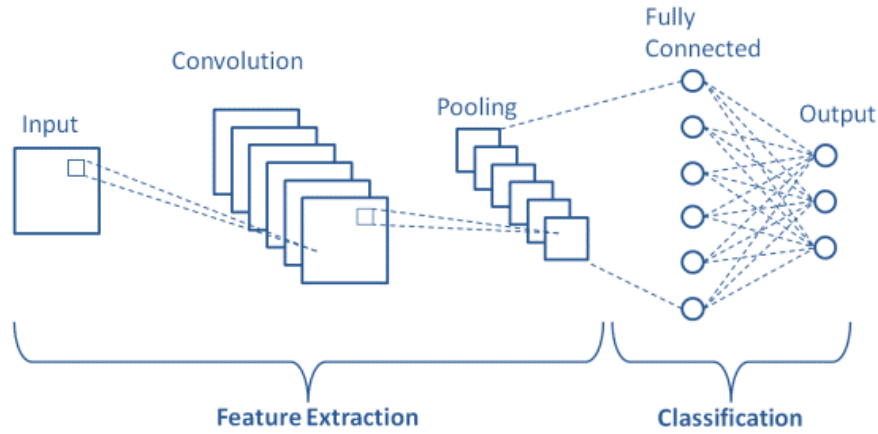 Input
Convolution
Pooling
Fully
Connected
Output
Feature Extraction
Classification